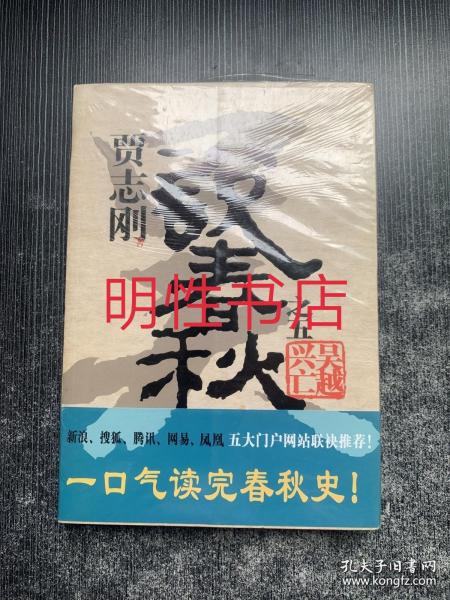 贾志刚
说春秋
之五
吴越
兴亡
明性书店
新浪、搜狐、腾讯、网易、凤凰 五大门户网站联袂推荐!
一口气读完春秋史!
孔夫子旧书网
www.kongfz.com